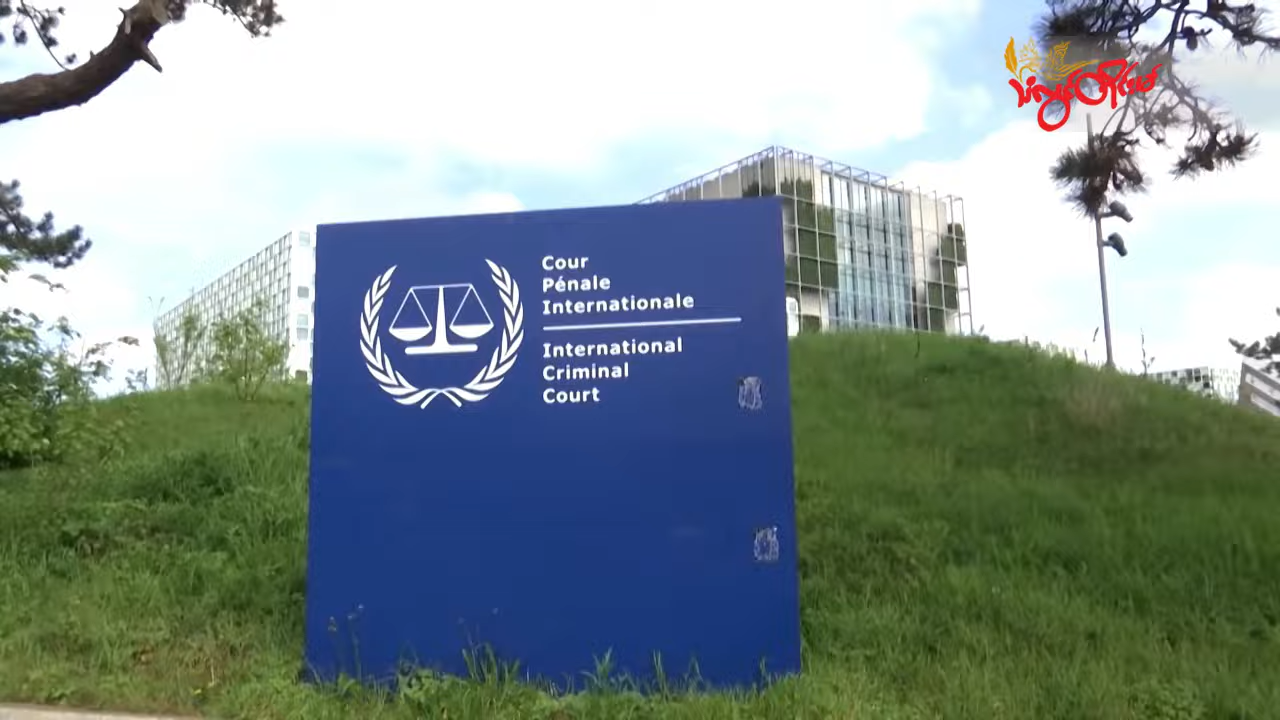 Cour
Pénale
Internationale
International
Criminal
Court